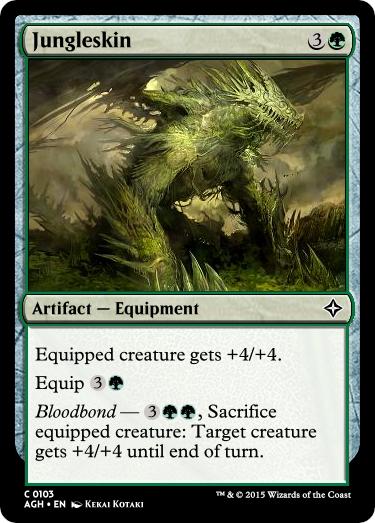 Jungleskin 3
Artifact — Equipment
Equipped creature gets +4/+4.
Equip 3
Bloodbond — 3, Sacrifice
equipped creature: Target creature
gets +4/+4 until end of turn.
C 0103
AGH • EN Kekai Kotaki
™ & © 2015 Wizards of the Coast